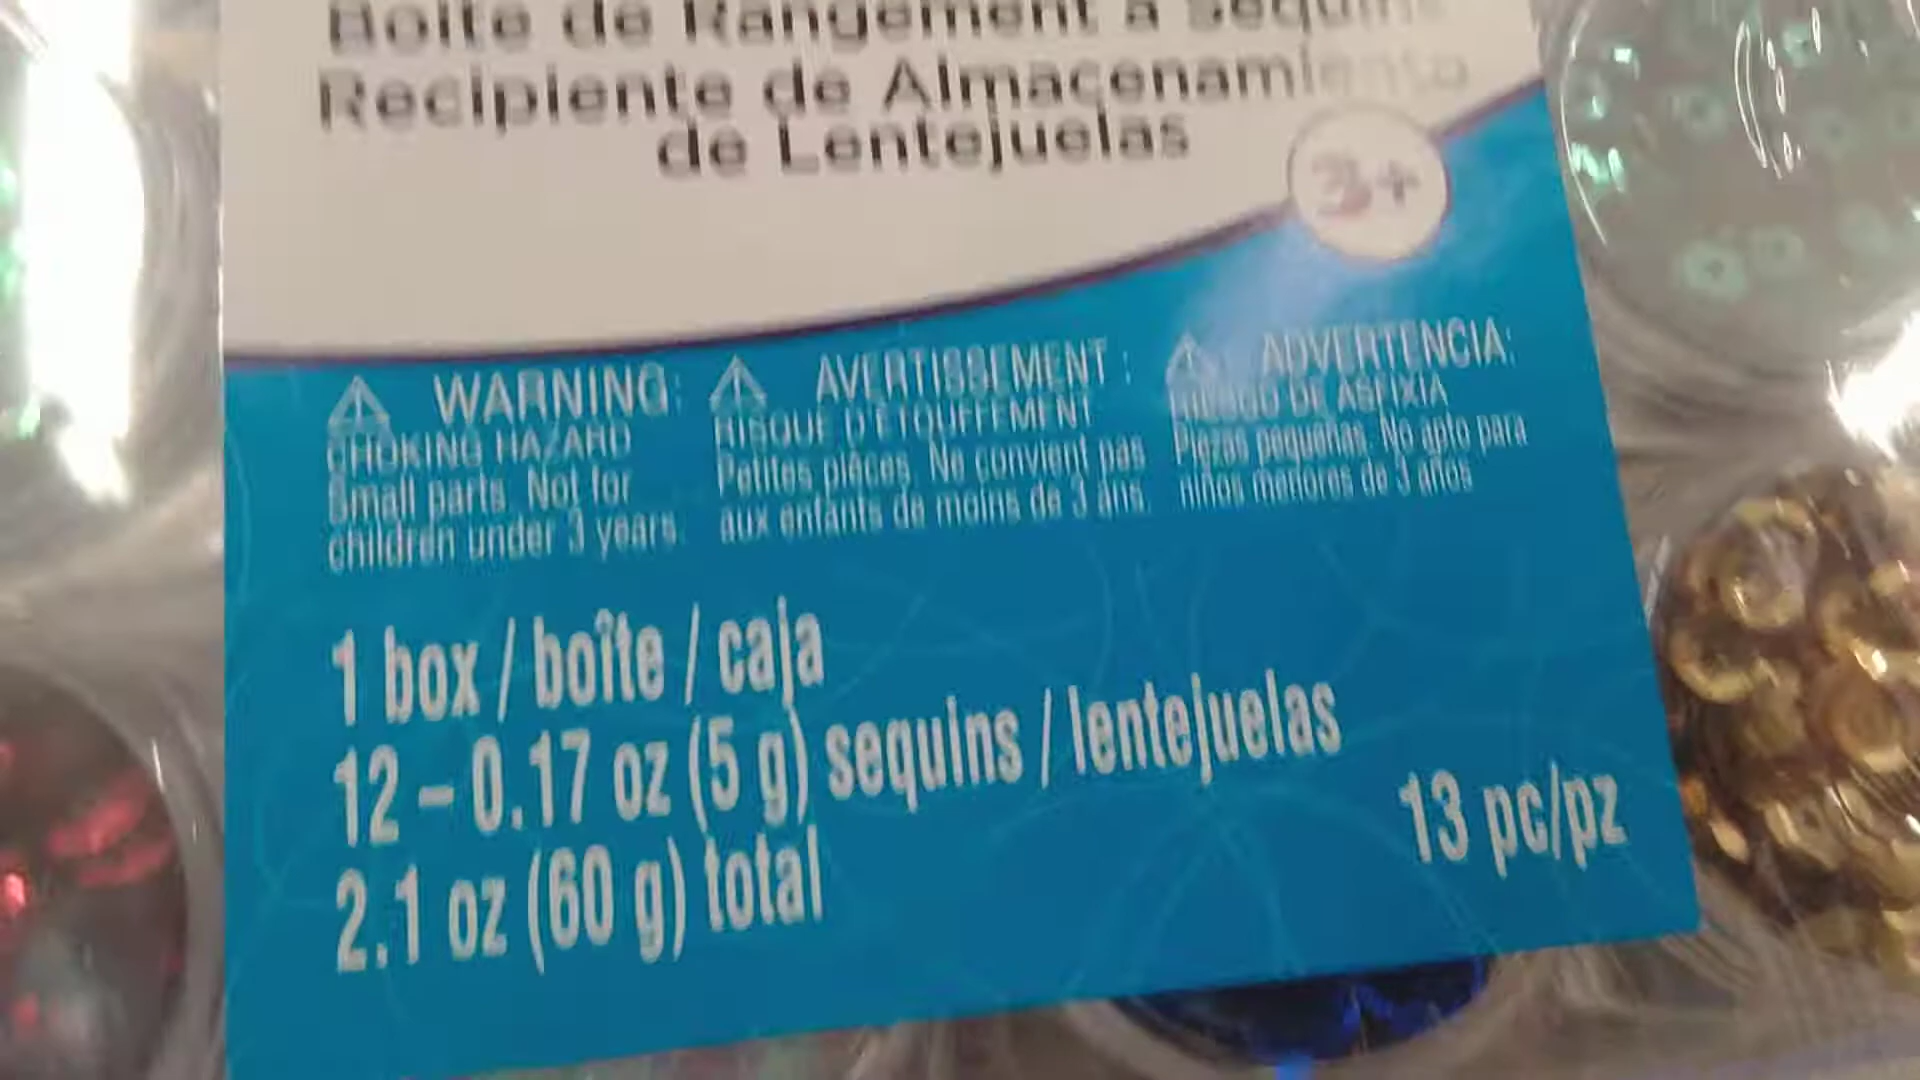 Boîte de Rangement à Sequins
Recipiente de Almacenamiento
de Lentejuelas
3+
WARNING:
CHOKING HAZARD
Small parts. Not for
children under 3 years.
AVERTISSEMENT :
RISQUE D'ÉTOUFFEMENT
Petites pièces. Ne convient pas
aux enfants de moins de 3 ans.
ADVERTENCIA:
RIESGO DE ASFIXIA
Piezas pequeñas. No apto para
niños menores de 3 años
1 box / boîte / caja
12 – 0.17 oz (5 g) sequins / lentejuelas
2.1 oz (60 g) total
13 pc/pz